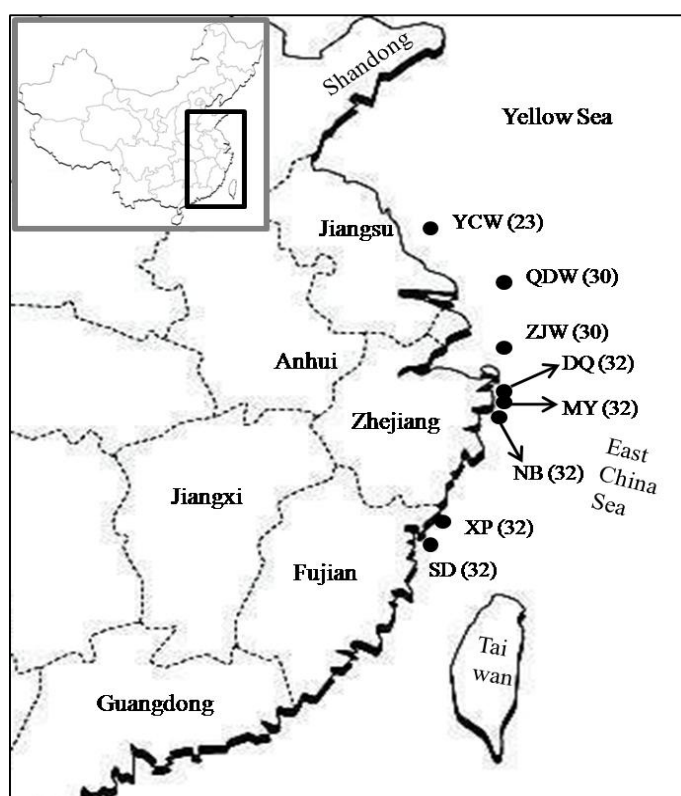 Shandong
Yellow Sea
Jiangsu
YCW (23)
QDW (30)
ZJW (30)
DQ (32)
Anhui
MY (32)
Zhejiang
East
China
Sea
NB (32)
Jiangxi
XP (32)
Fujian
SD (32)
Tai
wan
Guangdong